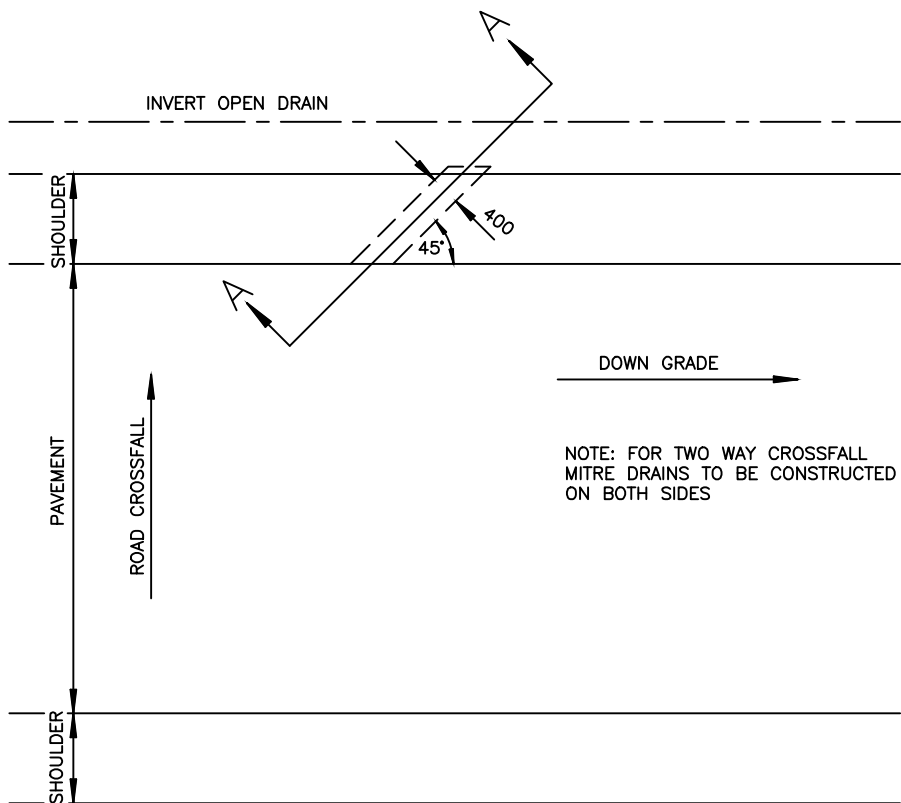 A
INVERT OPEN DRAIN
SHOULDER
400
45°
A
DOWN GRADE
PAVEMENT
ROAD CROSSFALL
NOTE: FOR TWO WAY CROSSFALL
MITRE DRAINS TO BE CONSTRUCTED
ON BOTH SIDES
SHOULDER